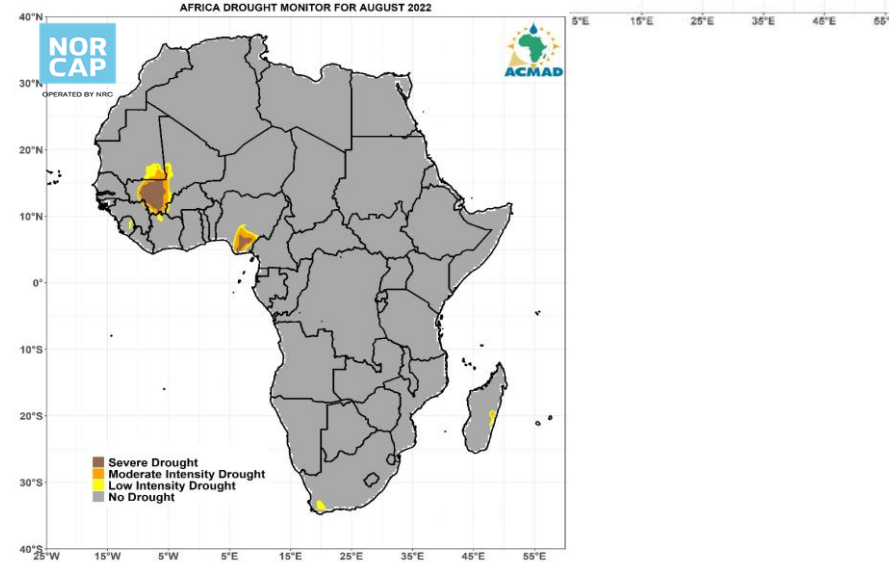 AFRICA DROUGHT MONITOR FOR AUGUST 2022
NOR
CAP
OPERATED BY NRC
ACMAD
40°N
30°N
20°N
10°N
0°
10°S
20°S
30°S
40°S
Severe Drought
Moderate Intensity Drought
Low Intensity Drought
No Drought
25°W 15°W 5°W 5°E 15°E 25°E 35°E 45°E 55°E
5°E 15°E 25°E 35°E 45°E 55°